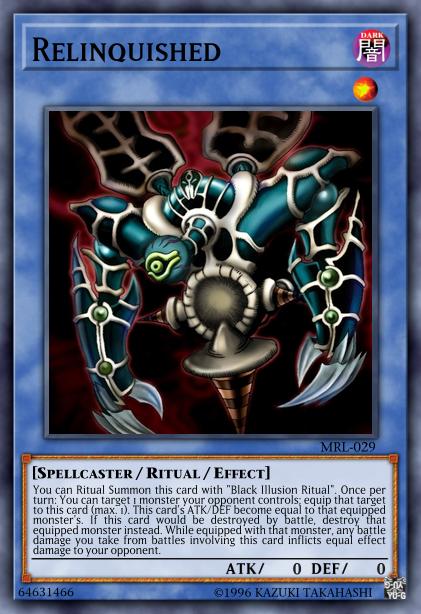 RELINQUISHED
DARK
闇
MRL-029
[SPELLCASTER / RITUAL / EFFECT]
You can Ritual Summon this card with "Black Illusion Ritual". Once per
turn: You can target 1 monster your opponent controls; equip that target
to this card (max. 1). This card's ATK/DEF become equal to that equipped
monster's. If this card would be destroyed by battle, destroy that
equipped monster instead. While equipped with that monster, any battle
damage you take from battles involving this card inflicts equal effect
damage to your opponent.
ATK/ 0 DEF/ 0
64631466 ©1996 KAZUKI TAKAHASHI